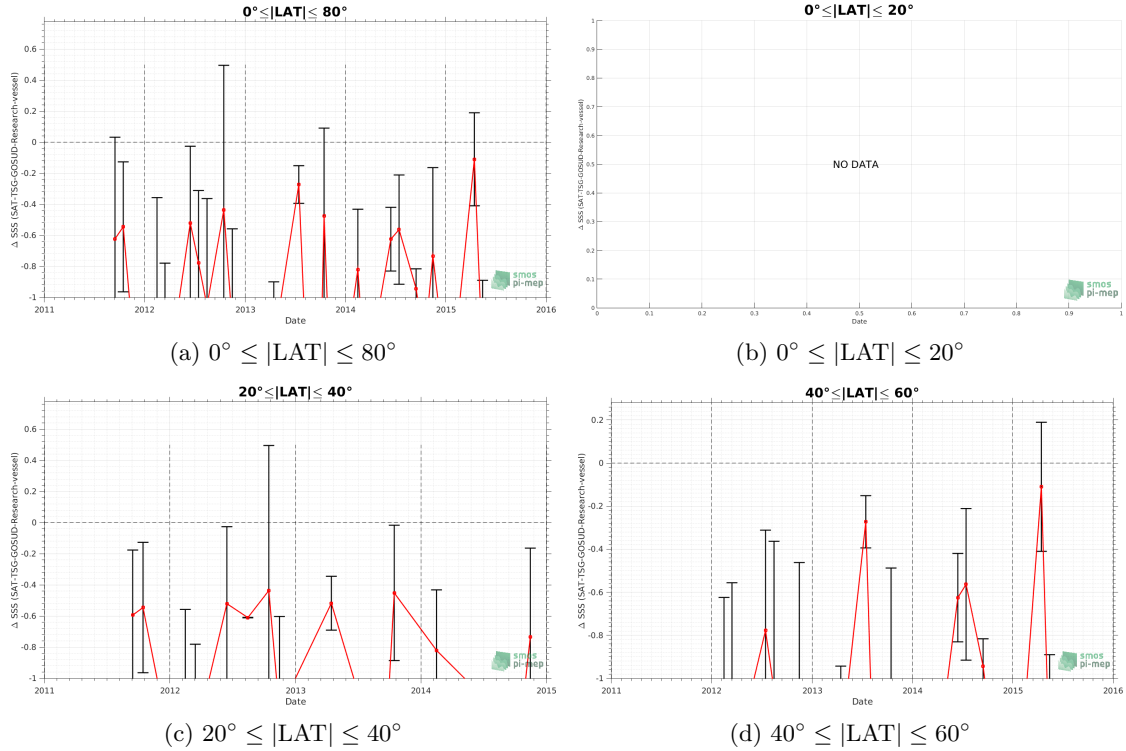 0°≤|LAT|≤ 80°
Δ SSS (SAT-TSG-GOSUD-Research-vessel)
0.6
0.4
0.2
0
-0.2
-0.4
-0.6
-0.8
-1
2011 2012 2013 2014 2015 2016
Date
smos
pi-mep
(a) 0° ≤ |LAT| ≤ 80°
0°≤|LAT|≤ 20°
Δ SSS (SAT-TSG-GOSUD-Research-vessel)
1
0.9
0.8
0.7
0.6
0.5
0.4
0.3
0.2
0.1
0
NO DATA
0 0.1 0.2 0.3 0.4 0.5 0.6 0.7 0.8 0.9 1
Date
smos
pi-mep
(b) 0° ≤ |LAT| ≤ 20°
20°≤|LAT|≤ 40°
Δ SSS (SAT-TSG-GOSUD-Research-vessel)
0.6
0.4
0.2
0
-0.2
-0.4
-0.6
-0.8
-1
2011 2012 2013 2014 2015
Date
smos
pi-mep
(c) 20° ≤ |LAT| ≤ 40°
40°≤|LAT|≤ 60°
Δ SSS (SAT-TSG-GOSUD-Research-vessel)
0.2
0
-0.2
-0.4
-0.6
-0.8
-1
2011 2012 2013 2014 2015 2016
Date
smos
pi-mep
(d) 40° ≤ |LAT| ≤ 60°